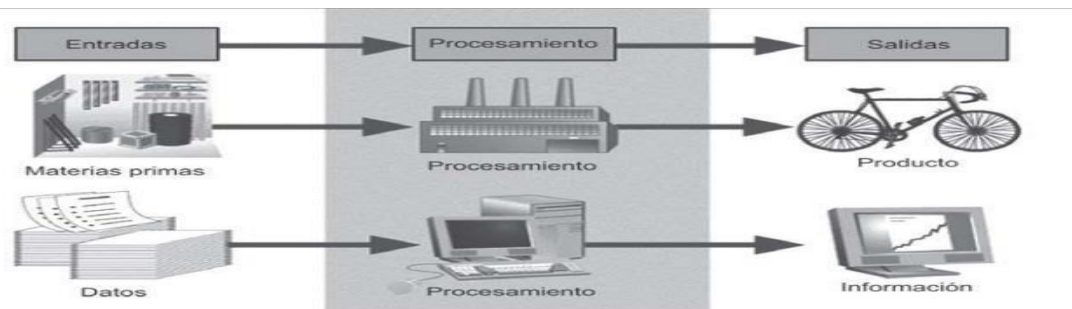 Entradas
Procesamiento
Salidas
Materias primas
Procesamiento
Producto
Datos
Procesamiento
Información